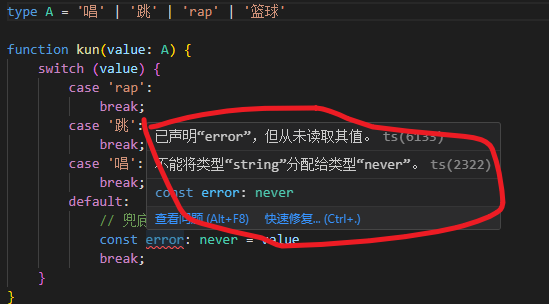 type A = '唱' | '跳' | 'rap' | '篮球'
function kun(value: A) {
switch (value) {
case 'rap':
break;
case '跳':
break;
case '唱':
break;
default:
// 兜底
const error: never = value
break;
}
}
已声明“error”，但从未读取其值。 ts(6133)
不能将类型“string”分配给类型“never”。 ts(2322)
const error: never
查看问题 (Alt+F8) 快速修复... (Ctrl+.)